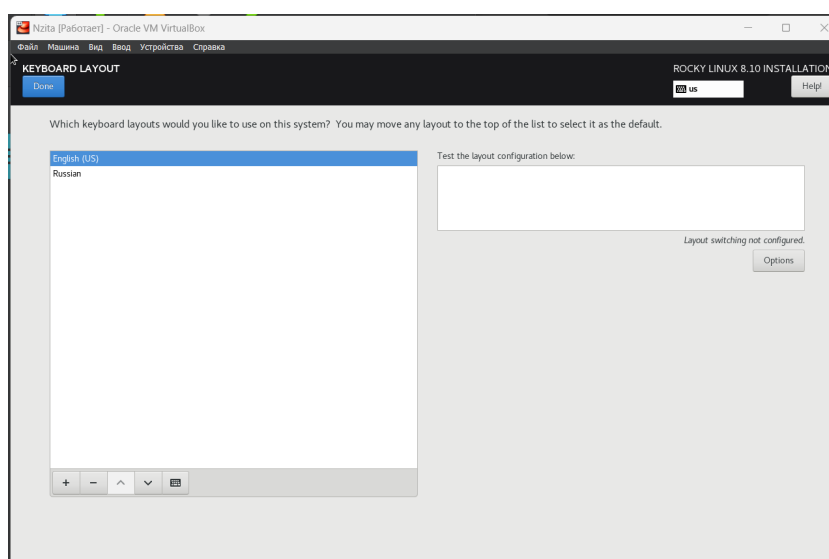 Nzita [Работает] - Oracle VM VirtualBox
Файл Машина Вид Ввод Устройства Справка
KEYBOARD LAYOUT
ROCKY LINUX 8.10 INSTALLATION
Done
us
Help!
Which keyboard layouts would you like to use on this system? You may move any layout to the top of the list to select it as the default.
English (US)
Russian
Test the layout configuration below:
Layout switching not configured.
Options